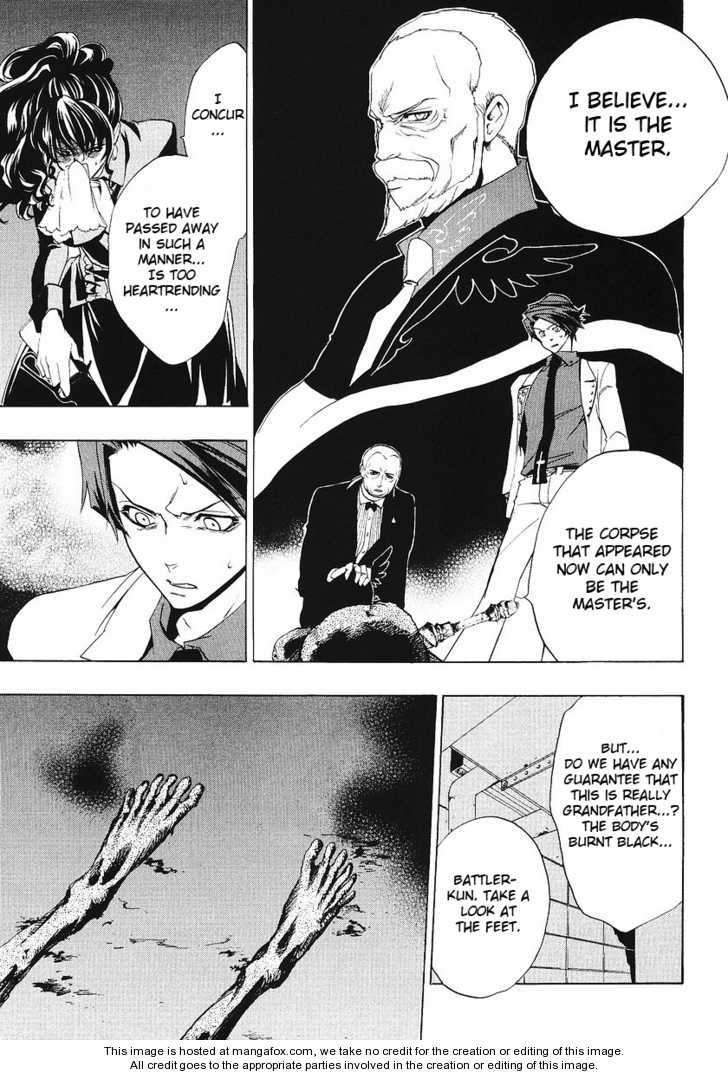 I BELIEVE...
IT IS THE
MASTER.
THE CORPSE
THAT APPEARED
NOW CAN ONLY
BE THE
MASTER'S.
I
CONCUR
...
TO HAVE
PASSED AWAY
IN SUCH A
MANNER...
IS TOO
HEARTRENDING
...
BUT...
DO WE HAVE ANY
GUARANTEE THAT
THIS IS REALLY
GRANDFATHER...?
THE BODY'S
BURNT BLACK...
BATTLER-
KUN. TAKE A
LOOK AT
THE FEET.
This image is hosted at mangafox.com, we take no credit for the creation or editing of this image.
All credit goes to the appropriate parties involved in the creation or editing of this image.